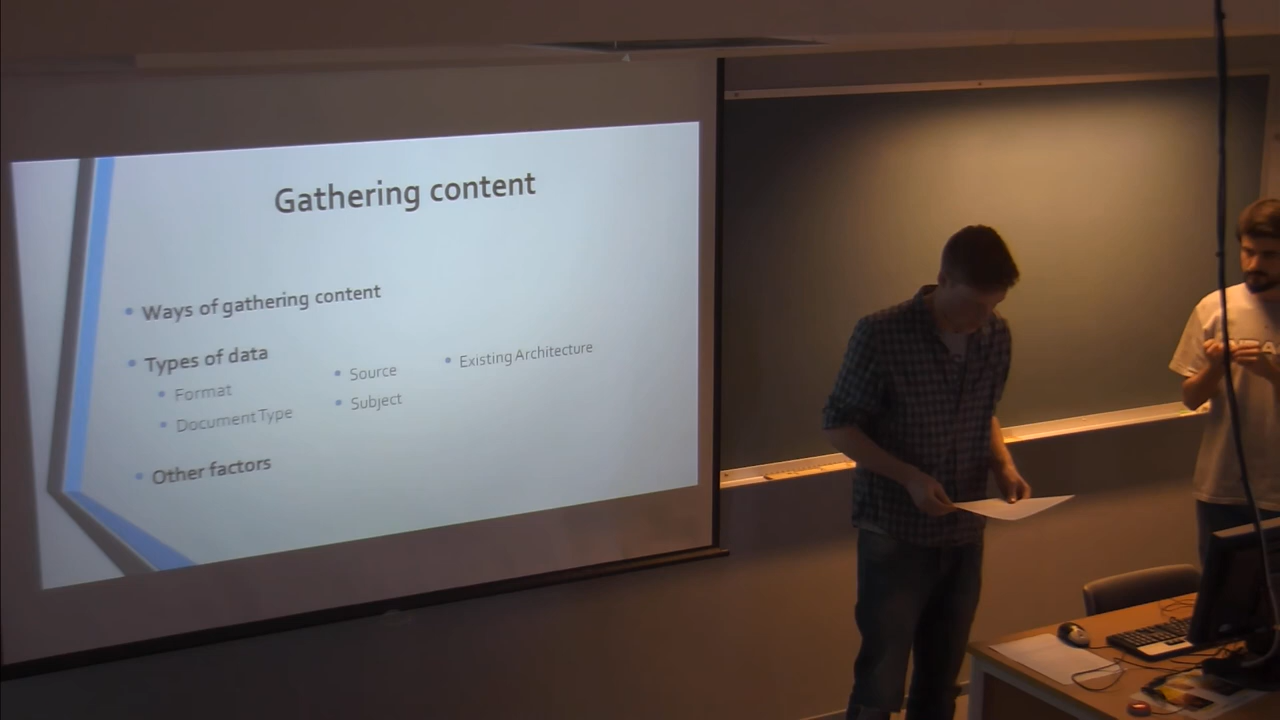 Gathering content
• Ways of gathering content
• Types of data
• Format
• Document Type
• Source
• Subject
• Existing Architecture
• Other factors